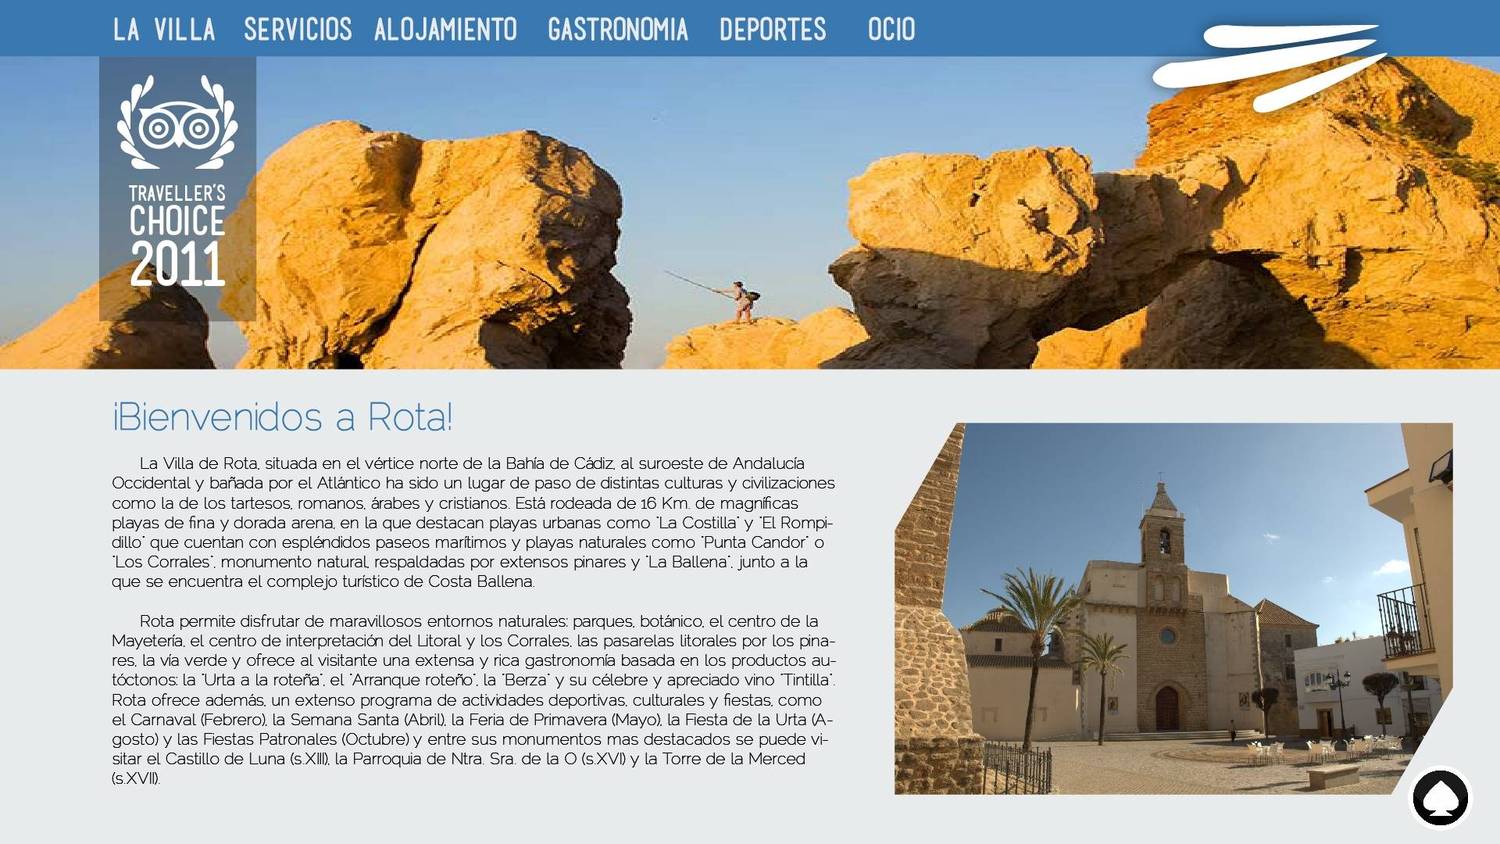 LA VILLA SERVICIOS ALOJAMIENTO GASTRONOMIA DEPORTES OCIO
TRAVELLER'S
CHOICE
2011
¡Bienvenidos a Rota!
La Villa de Rota, situada en el vértice norte de la Bahía de Cádiz, al suroeste de Andalucía
Occidental y bañada por el Atlántico ha sido un lugar de paso de distintas culturas y civilizaciones
como la de los tartesos, romanos, árabes y cristianos. Está rodeada de 16 Km. de magníficas
playas de fina y dorada arena, en la que destacan playas urbanas como "La Costilla" y "El Rompi-
dillo" que cuentan con espléndidos paseos marítimos y playas naturales como "Punta Candor" o
"Los Corrales", monumento natural, respaldadas por extensos pinares y "La Ballena", junto a la
que se encuentra el complejo turístico de Costa Ballena.
Rota permite disfrutar de maravillosos entornos naturales: parques, botánico, el centro de la
Mayetería, el centro de interpretación del Litoral y los Corrales, las pasarelas litorales por los pina-
res, la vía verde y ofrece al visitante una extensa y rica gastronomía basada en los productos au-
tóctonos: la "Urta a la roteña", el "Arranque roteño", la "Berza" y su célebre y apreciado vino "Tintilla".
Rota ofrece además, un extenso programa de actividades deportivas, culturales y fiestas, como
el Carnaval (Febrero), la Semana Santa (Abril), la Feria de Primavera (Mayo), la Fiesta de la Urta (A-
gosto) y las Fiestas Patronales (Octubre) y entre sus monumentos mas destacados se puede vi-
sitar el Castillo de Luna (s.XIII), la Parroquia de Ntra. Sra. de la O (s.XVI) y la Torre de la Merced
(s.XVII).